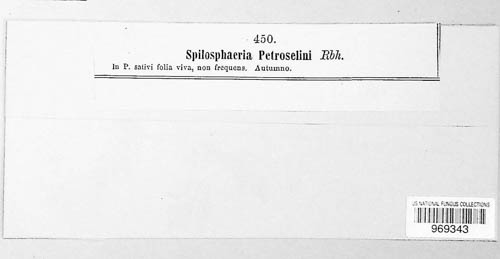 450.
Spilosphaeria Petroselini Rbh.
In P. sativi folia viva, non frequens. Autumno.
US NATIONAL FUNGUS COLLECTIONS
969343